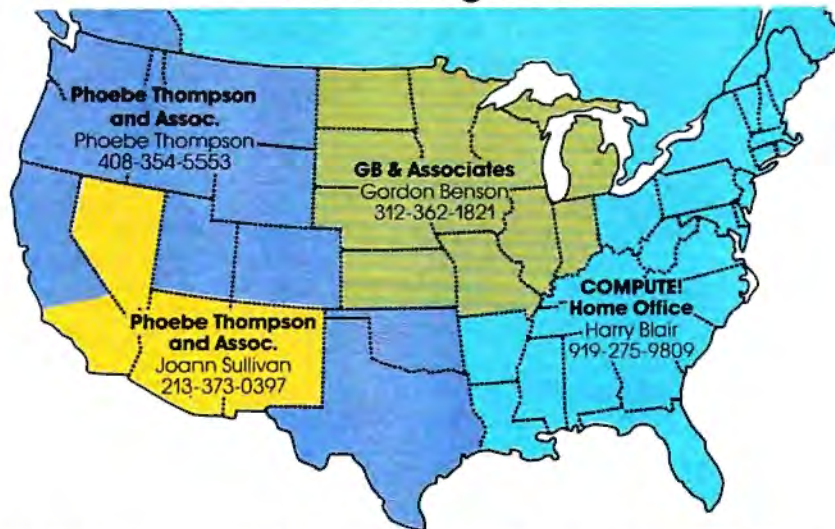 Phoebe Thompson
and Assoc.
Phoebe Thompson
408-354-5553
GB & Associates
Gordon Benson
312-362-1821
COMPUTE!
Home Office
Harry Blair
919-275-9809
Phoebe Thompson
and Assoc.
Joann Sullivan
213-373-0397